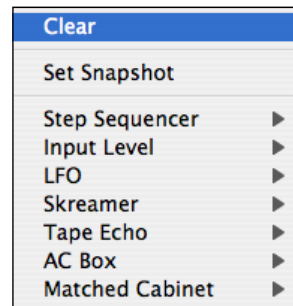 Clear
Set Snapshot
Step Sequencer
Input Level
LFO
Skreamer
Tape Echo
AC Box
Matched Cabinet